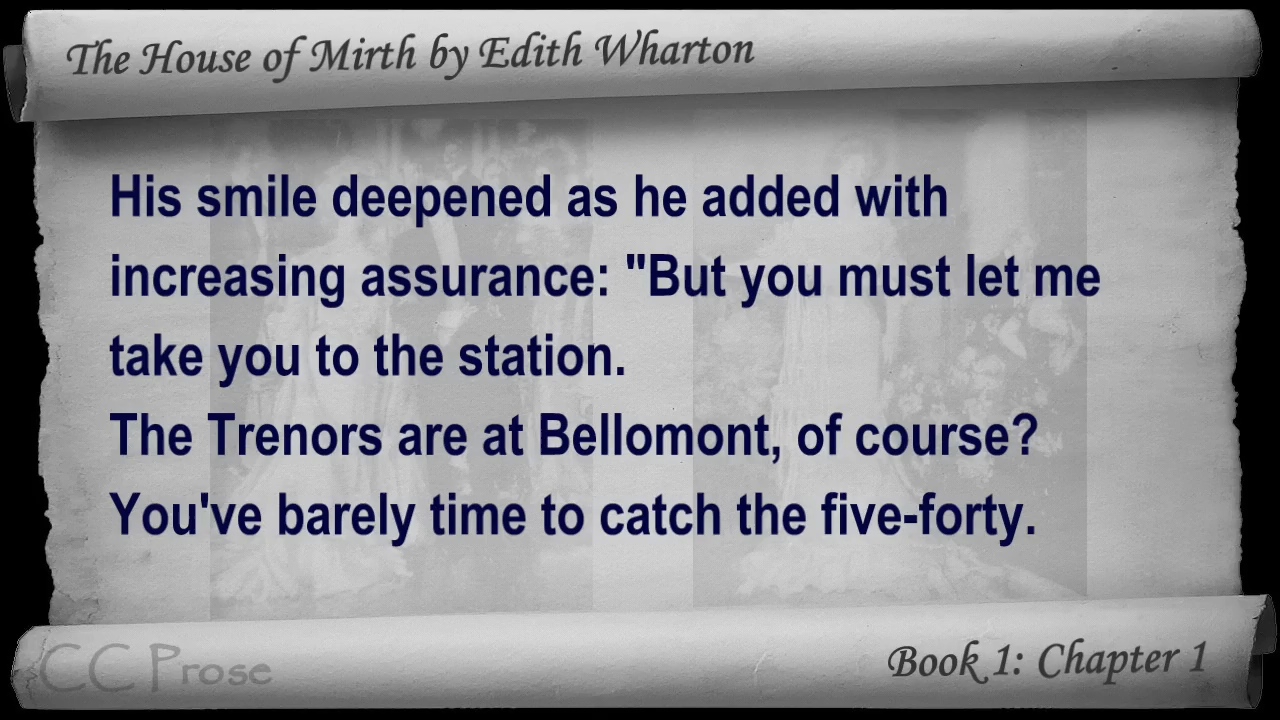 The House of Mirth by Edith Wharton
His smile deepened as he added with
increasing assurance: "But you must let me
take you to the station.
The Trenors are at Bellomont, of course?
You've barely time to catch the five-forty.
CC Prose
Book 1: Chapter 1